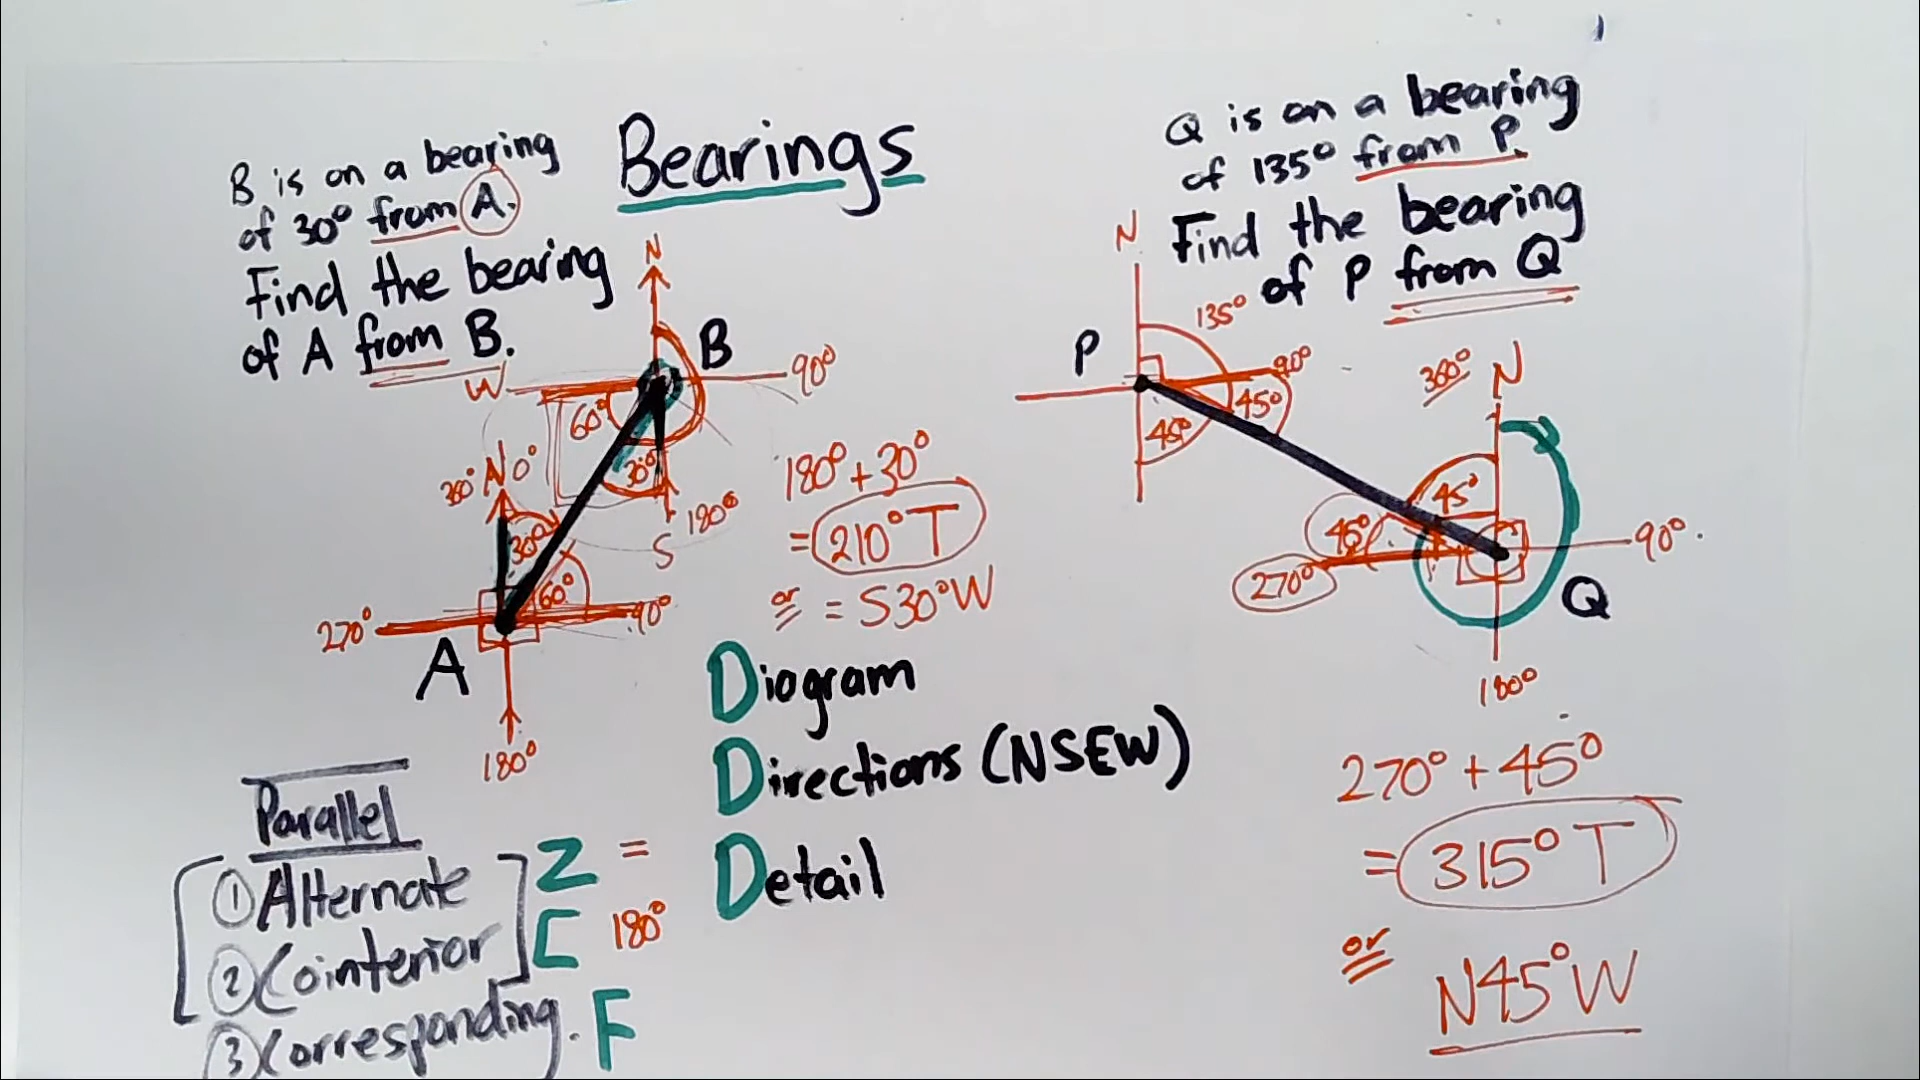 Bearings
B is on a bearing
of 30° from A.
Find the bearing
of A from B.
N
B
W
90°
60°
30°
180°
S
360° N 0°
30°
60°
270°
90°
A
180°
180° + 30°
= 210° T
or = S30°W
Diagram
Directions (NSEW)
Detail
Parallel
① Alternate Z =
② Cointerior C 180°
③ Corresponding. F
Q is on a bearing
of 135° from P.
Find the bearing
of P from Q
N
135°
P
90°
45°
45°
360° N
45°
45°
270°
90°
Q
180°
270° + 45°
= 315° T
or
N45°W